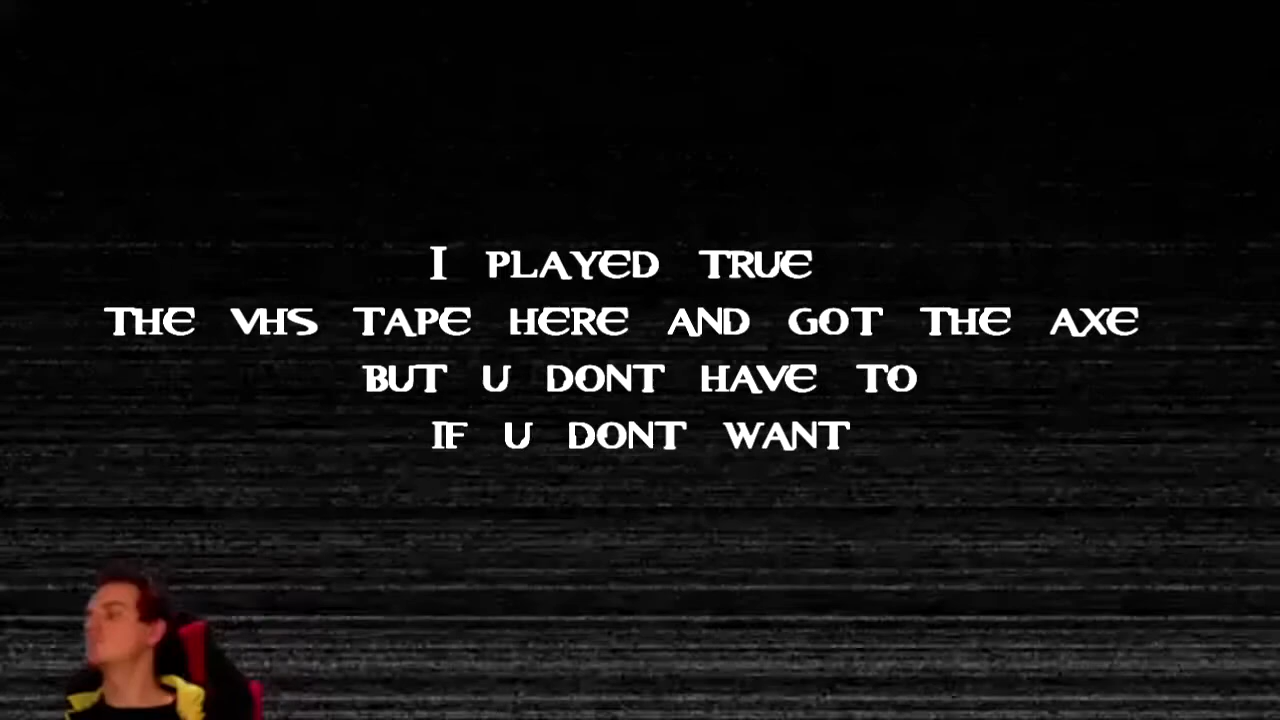 I PLAYED TRUE
THE VHS TAPE HERE AND GOT THE AXE
BUT U DONT HAVE TO
IF U DONT WANT